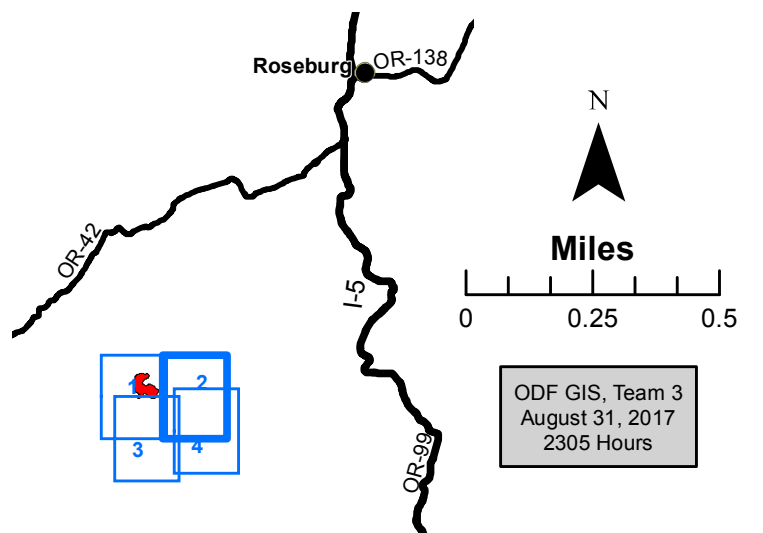 Roseburg
OR-138
N
OR-42
Miles
I-5
0 0.25 0.5
1 2
3 4
ODF GIS, Team 3
August 31, 2017
2305 Hours
OR-99